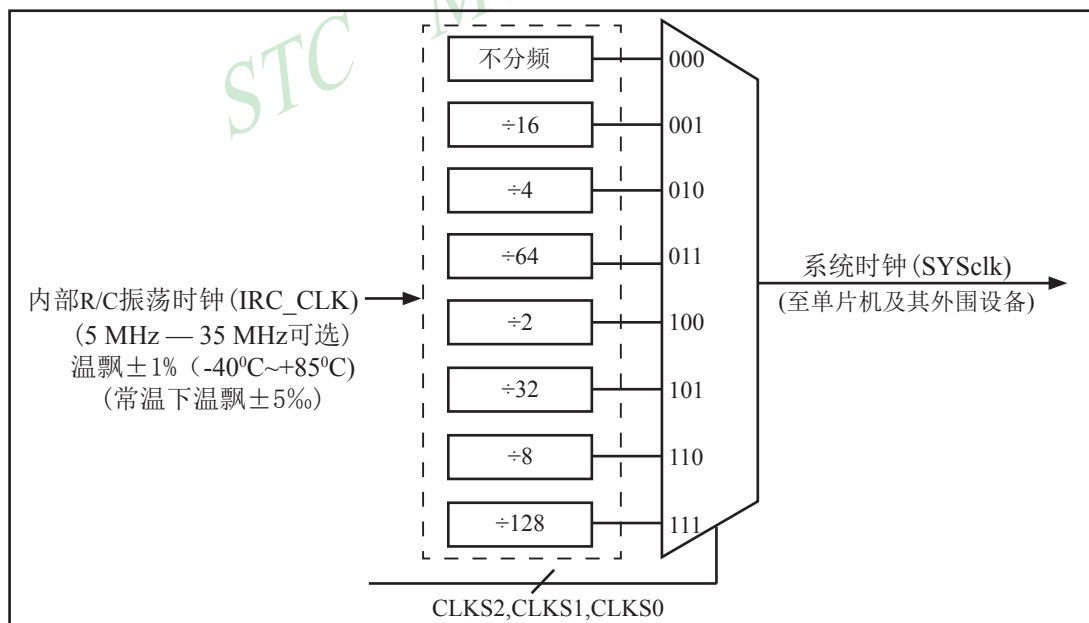 STC M
不分频
000
÷16
001
÷4
010
÷64
011
÷2
100
÷32
101
÷8
110
÷128
111
内部R/C振荡时钟(IRC_CLK)
(5 MHz — 35 MHz可选)
温飘±1%（-40⁰C~+85⁰C)
(常温下温飘±5‰)
系统时钟(SYSclk)
(至单片机及其外围设备)
CLKS2,CLKS1,CLKS0